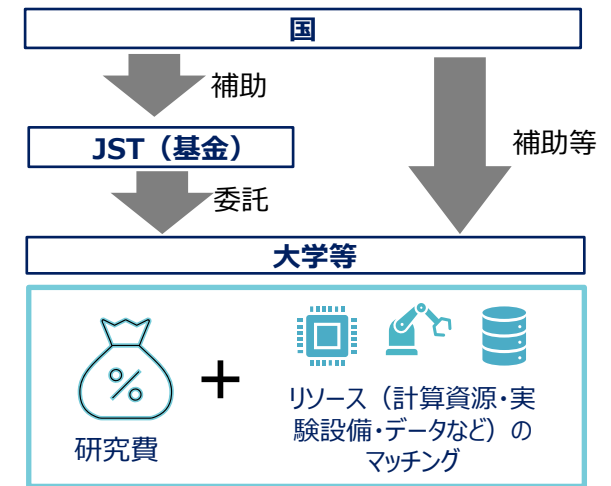 国
補助
JST（基金）
補助等
委託
大学等
%
+
研究費
リソース（計算資源・実
験設備・データなど）の
マッチング